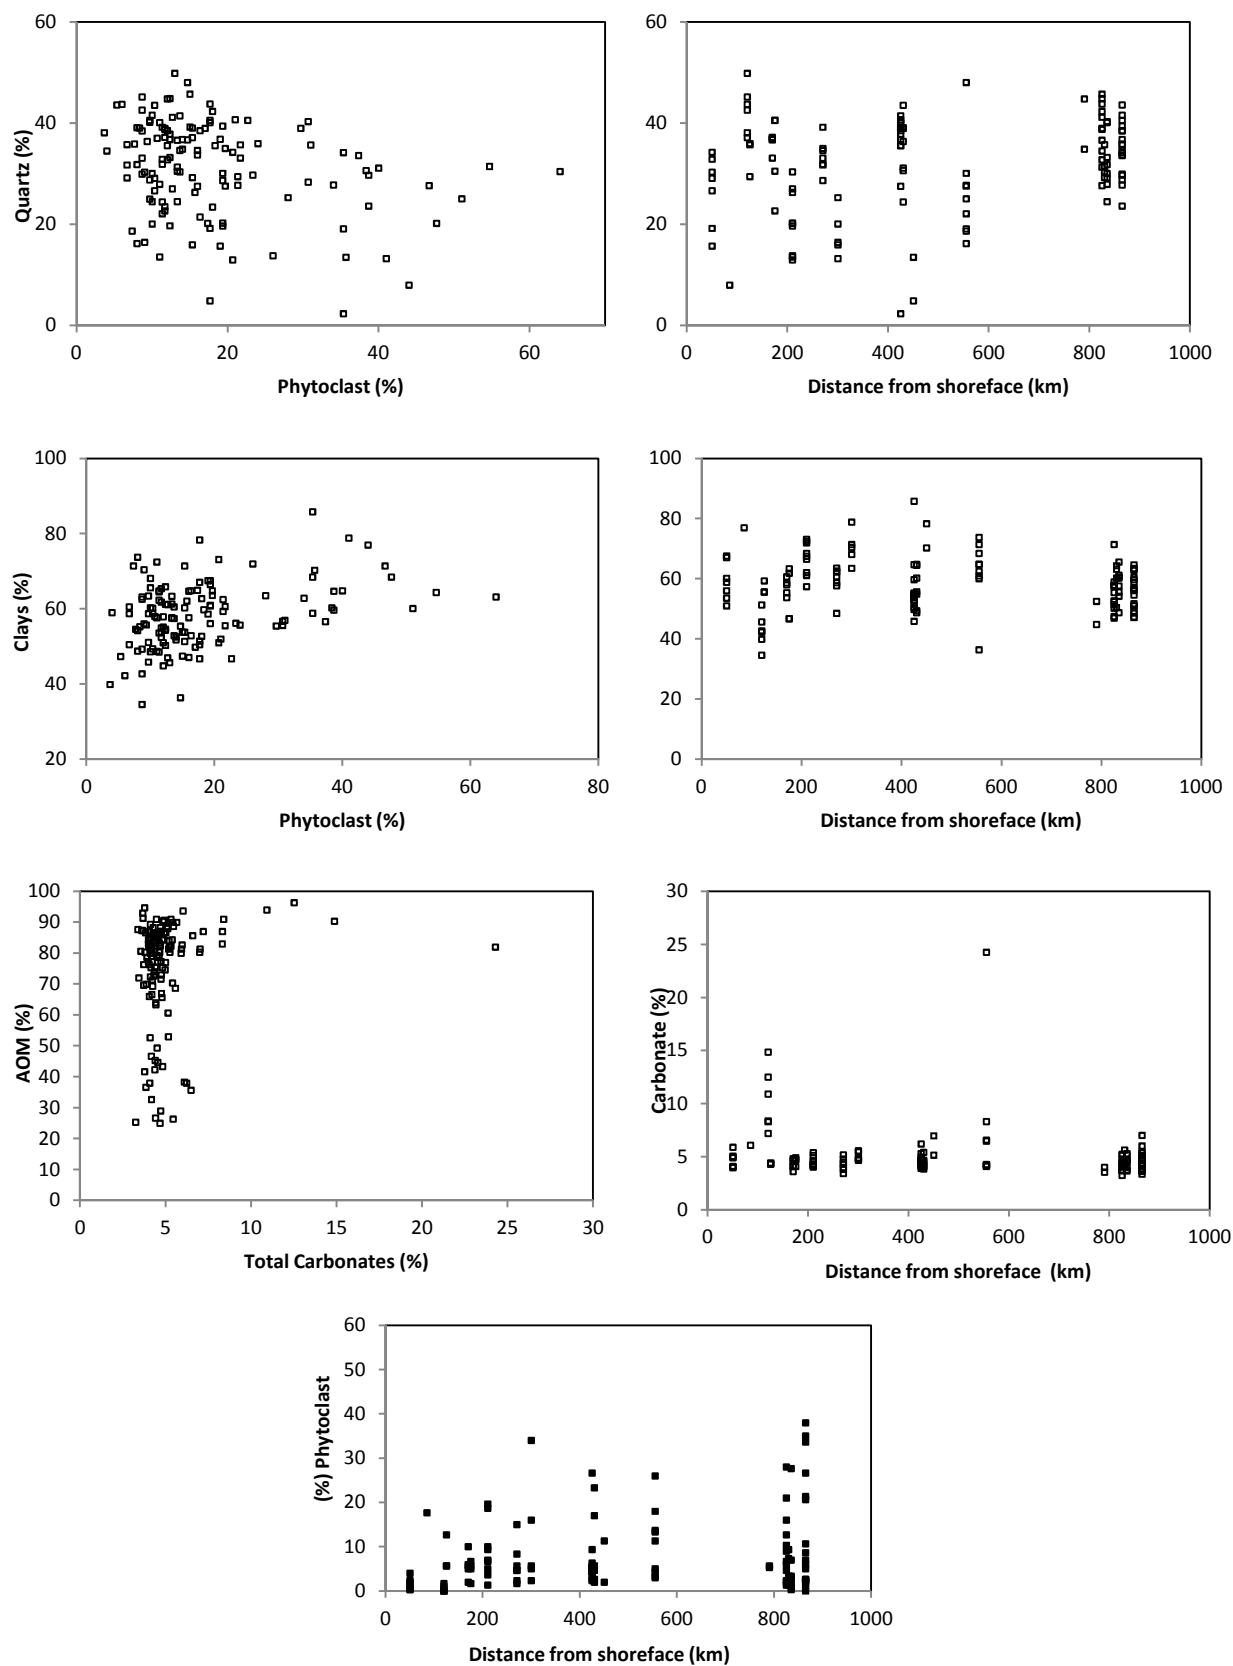 60
40
20
0
Quartz (%)
0 20 40 60
Phytoclast (%)
60
40
20
0
0 200 400 600 800 1000
Distance from shoreface (km)
100
80
60
40
20
Clays (%)
0 20 40 60 80
Phytoclast (%)
100
80
60
40
20
0
0 200 400 600 800 1000
Distance from shoreface (km)
100
90
80
70
60
50
40
30
20
10
0
AOM (%)
0 5 10 15 20 25 30
Total Carbonates (%)
30
25
20
15
10
5
0
Carbonate (%)
0 200 400 600 800 1000
Distance from shoreface (km)
60
50
40
30
20
10
0
(%) Phytoclast
0 200 400 600 800 1000
Distance from shoreface (km)